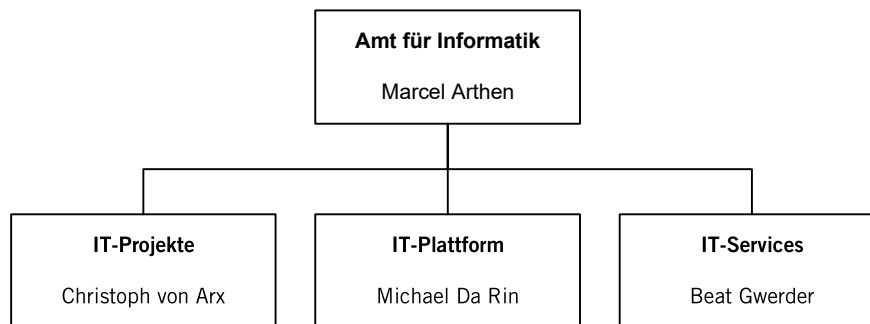 Amt für Informatik
Marcel Arthen
IT-Projekte
Christoph von Arx
IT-Plattform
Michael Da Rin
IT-Services
Beat Gwerder